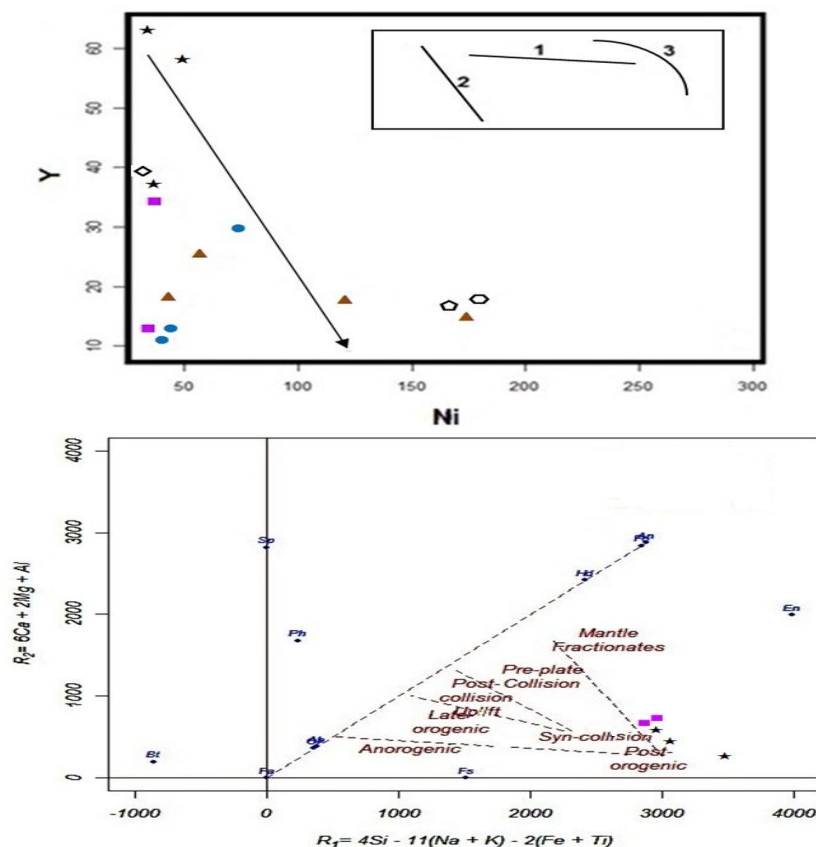 60
50
40
30
20
10
Y
1
2
3
50
100
150
200
250
300
Ni
4000
3000
2000
1000
0
R2= 6Ca + 2Mg + Al
Sp
An
Hd
En
Ph
Mantle
Fractionates
Pre-plate
Post-Collision
collision
Uplift
Late-
orogenic
Syn-collision
Anorogenic
Post-
orogenic
Bt
Fa
Fs
-1000
0
1000
2000
3000
4000
R1= 4Si - 11(Na + K) - 2(Fe + Ti)